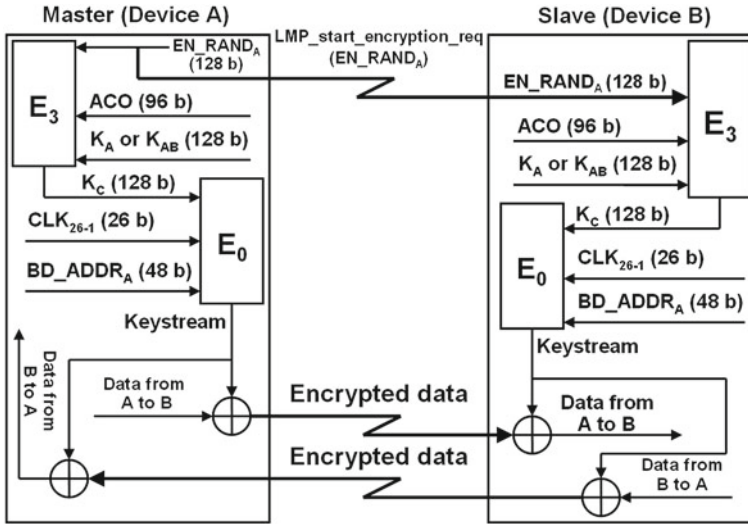 Master (Device A)
Slave (Device B)
LMP_start_encryption_req
(EN_RANDA)
EN_RANDA
(128 b)
E3
ACO (96 b)
KA or KAB (128 b)
KC (128 b)
CLK26-1 (26 b)
E0
BD_ADDRA (48 b)
Keystream
Data from
B to A
Data from
A to B
Encrypted data
Encrypted data
EN_RANDA (128 b)
E3
ACO (96 b)
KA or KAB (128 b)
KC (128 b)
E0
CLK26-1 (26 b)
BD_ADDRA (48 b)
Keystream
Data from
A to B
Data from
B to A